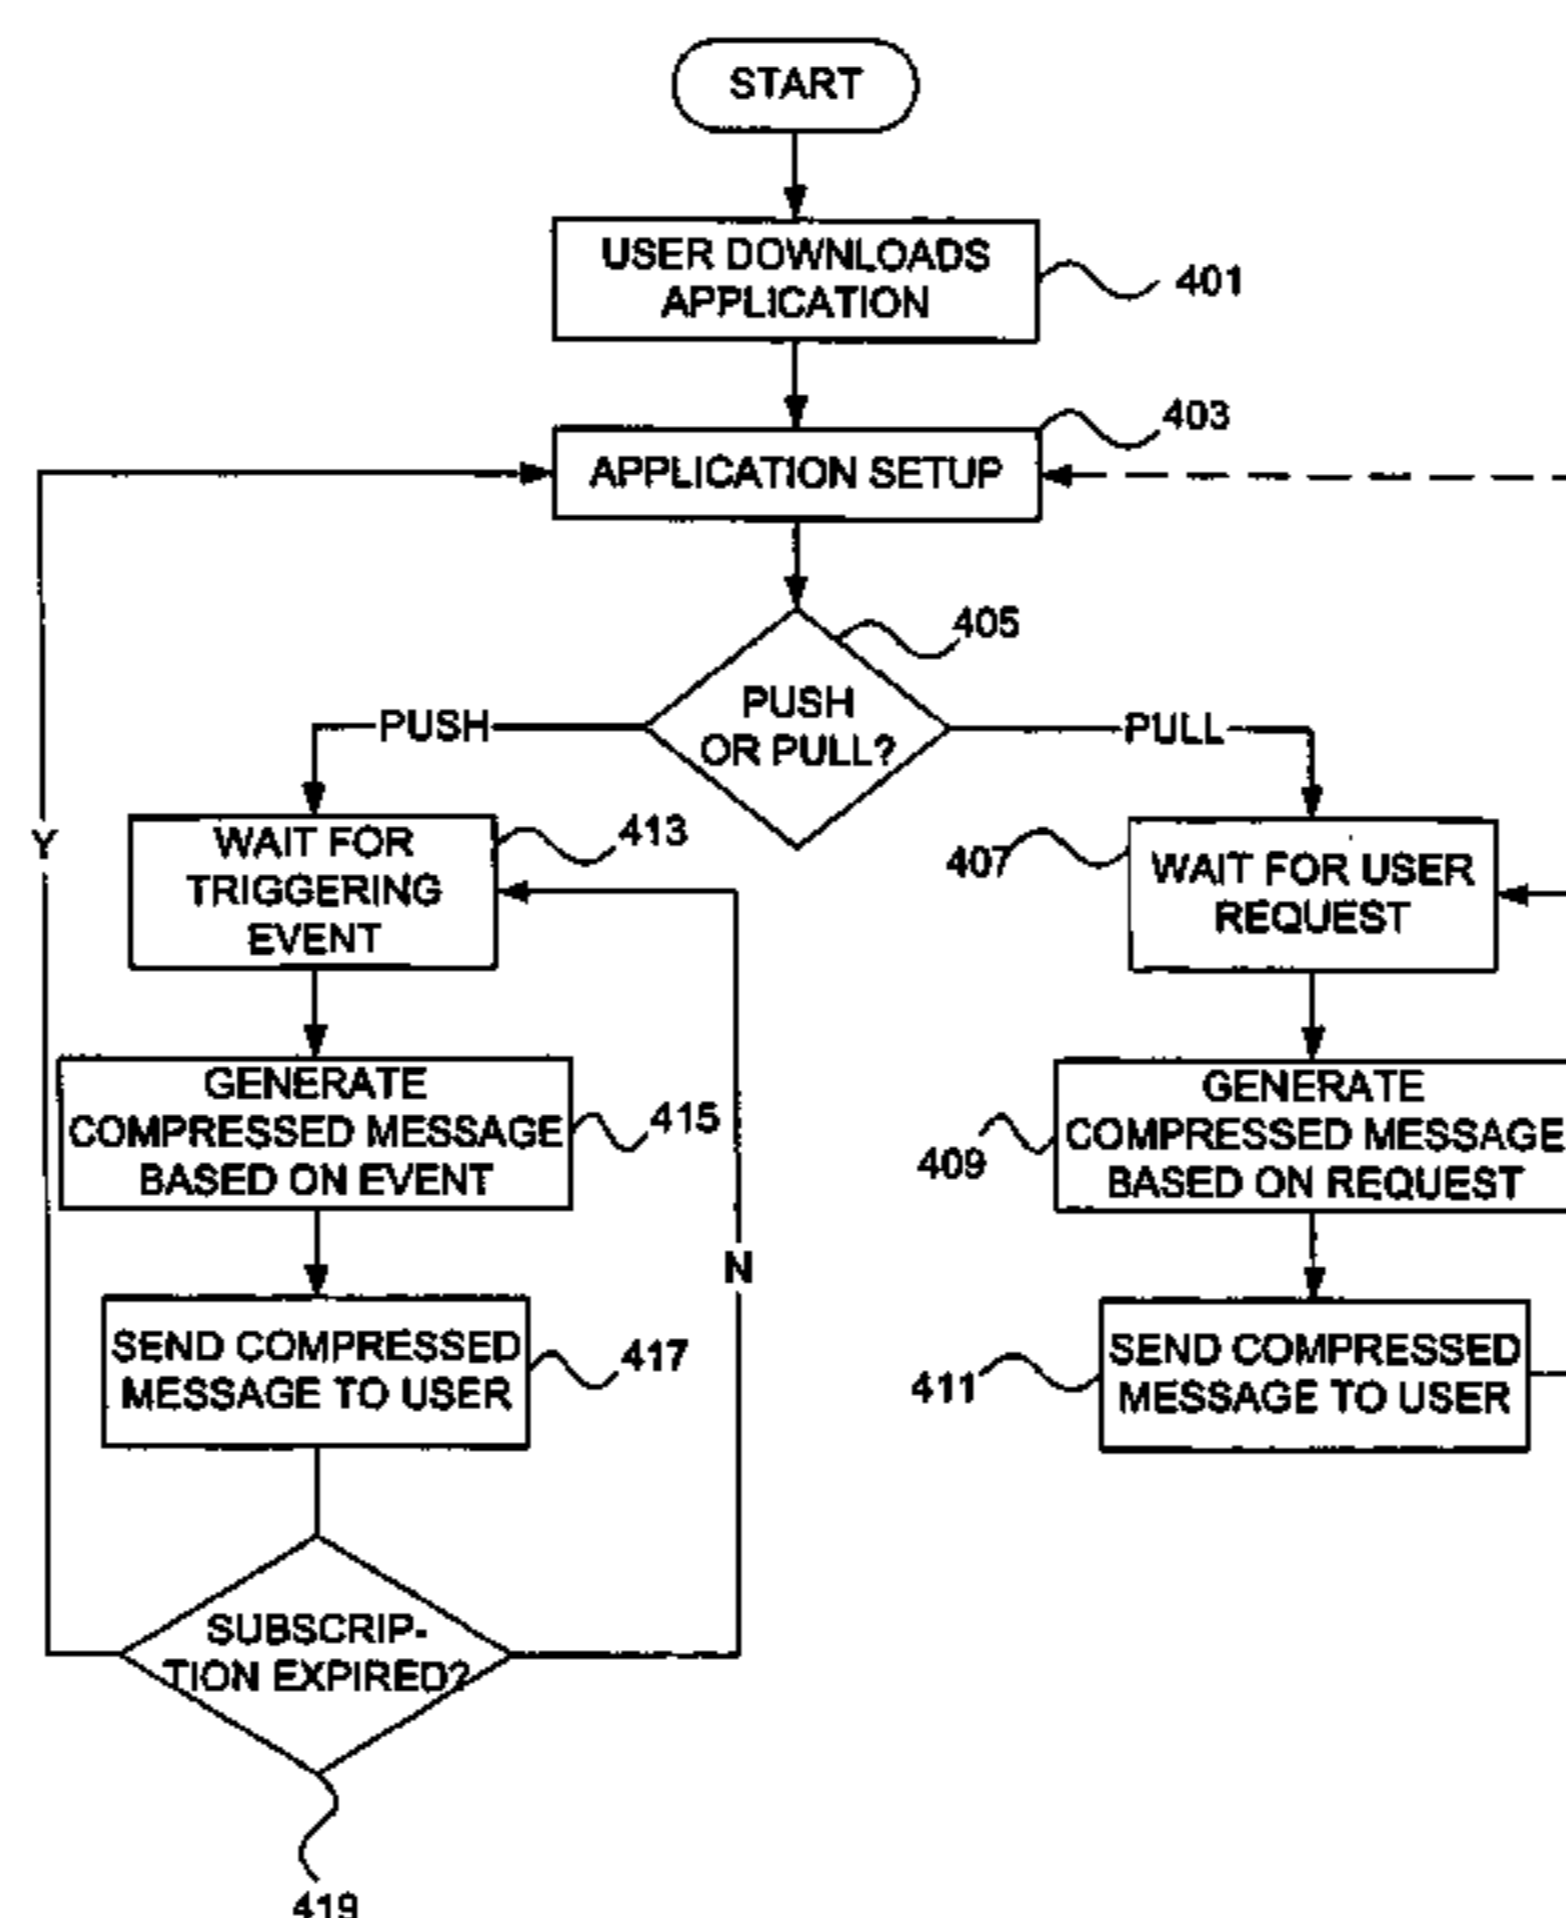 START
USER DOWNLOADS
APPLICATION
401
403
APPLICATION SETUP
405
PUSH
OR PULL?
PUSH
PULL
Y
WAIT FOR
TRIGGERING
EVENT
413
407
WAIT FOR USER
REQUEST
GENERATE
COMPRESSED MESSAGE
BASED ON EVENT
415
409
GENERATE
COMPRESSED MESSAGE
BASED ON REQUEST
N
SEND COMPRESSED
MESSAGE TO USER
417
411
SEND COMPRESSED
MESSAGE TO USER
SUBSCRIP-
TION EXPIRED?
419